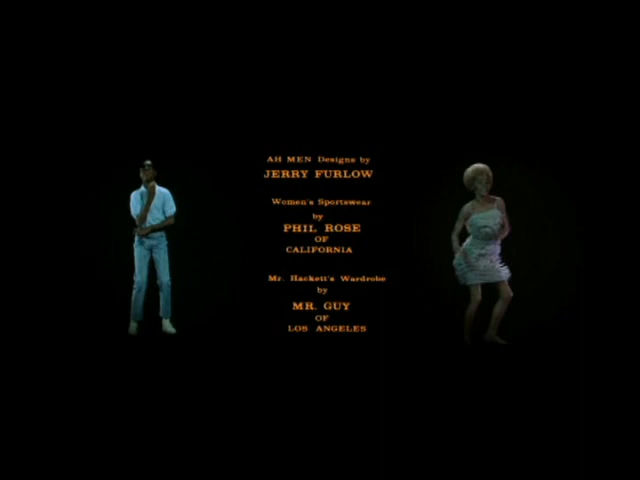 AH MEN Designs by
JERRY FURLOW
Women's Sportswear
by
PHIL ROSE
OF
CALIFORNIA
Mr. Hackett's Wardrobe
by
MR. GUY
OF
LOS ANGELES